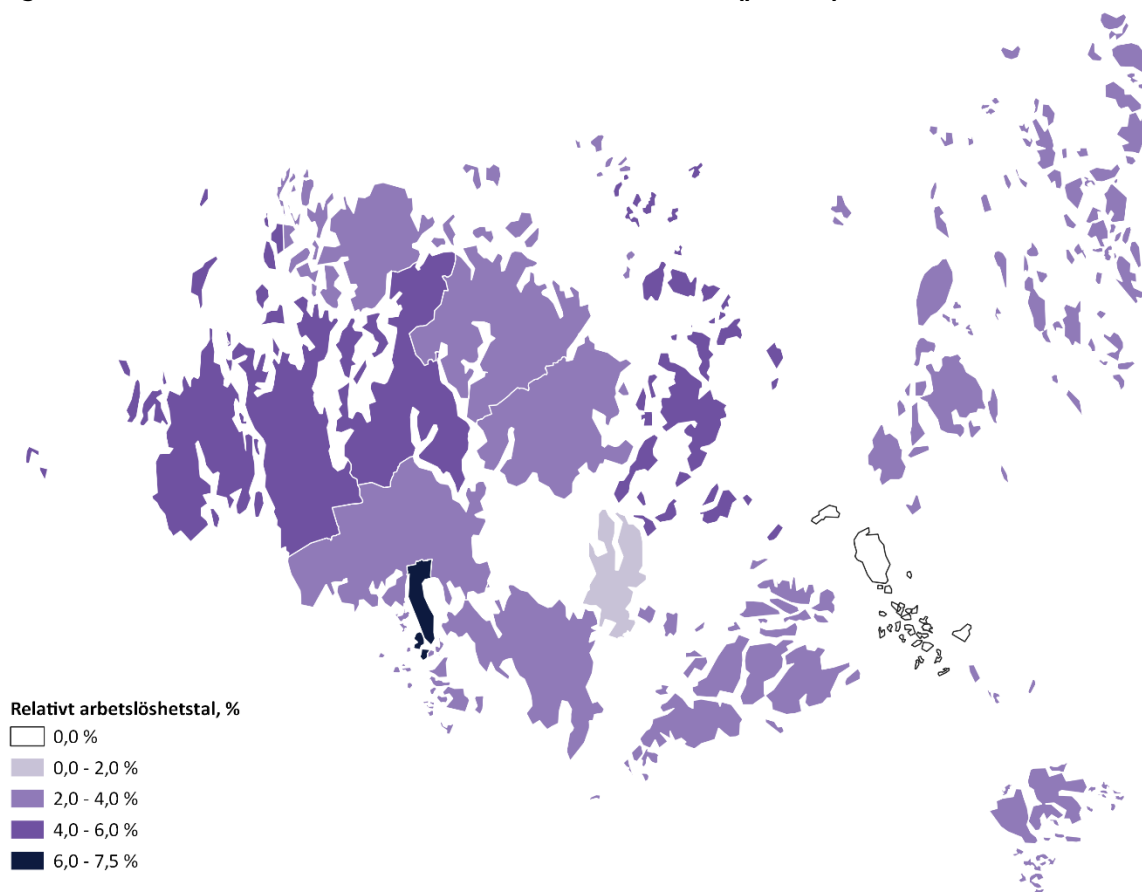 Relativt arbetslöshetstal, %
0,0 %
0,0 - 2,0 %
2,0 - 4,0 %
4,0 - 6,0 %
6,0 - 7,5 %